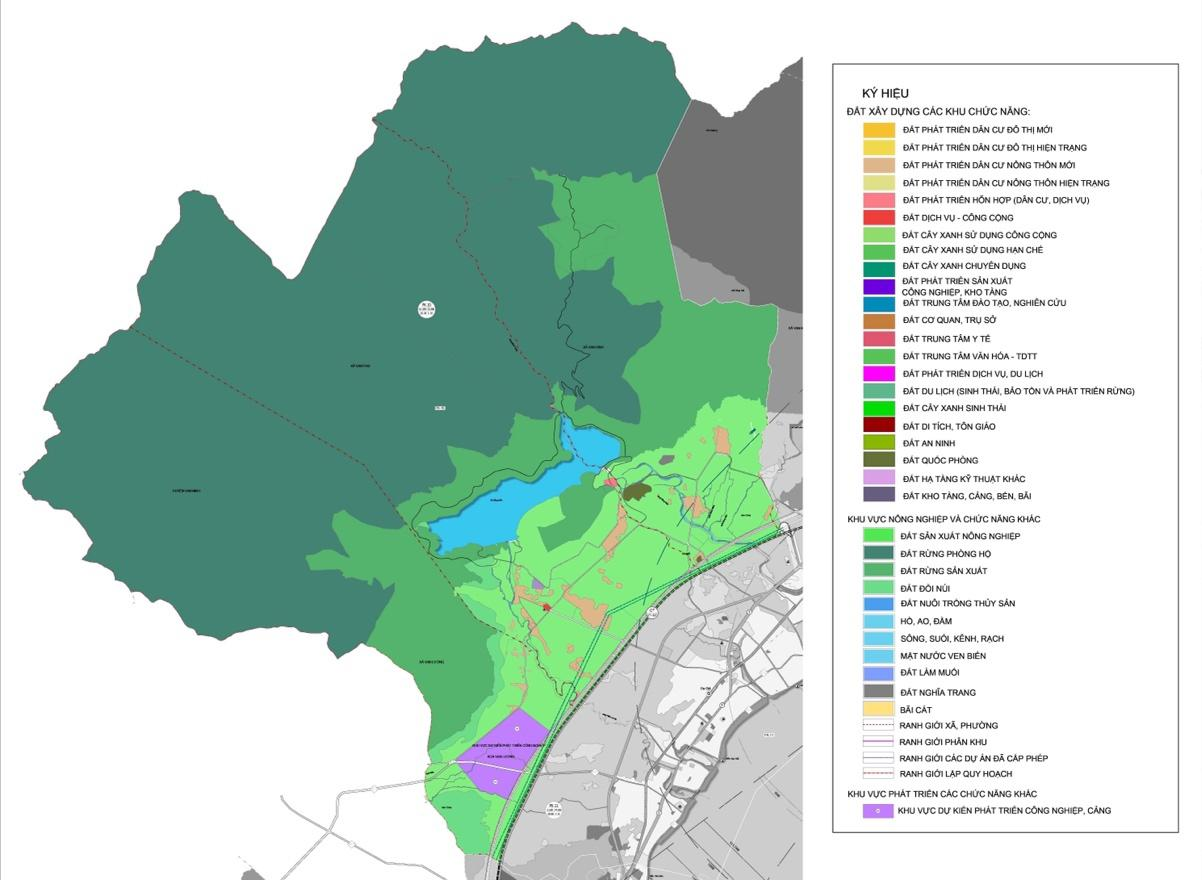 KÝ HIỆU
ĐẤT XÂY DỰNG CÁC KHU CHỨC NĂNG:
ĐẤT PHÁT TRIỂN DÂN CƯ ĐÔ THỊ MỚI
ĐẤT PHÁT TRIỂN DÂN CƯ ĐÔ THỊ HIỆN TRẠNG
ĐẤT PHÁT TRIỂN DÂN CƯ NÔNG THÔN MỚI
ĐẤT PHÁT TRIỂN DÂN CƯ NÔNG THÔN HIỆN TRẠNG
ĐẤT PHÁT TRIỂN HỖN HỢP (DÂN CƯ, DỊCH VỤ)
ĐẤT DỊCH VỤ - CÔNG CỘNG
ĐẤT CÂY XANH SỬ DỤNG CÔNG CỘNG
ĐẤT CÂY XANH SỬ DỤNG HẠN CHẾ
ĐẤT CÂY XANH CHUYÊN DỤNG
ĐẤT PHÁT TRIỂN SẢN XUẤT
CÔNG NGHIỆP, KHO TÀNG
ĐẤT TRUNG TÂM ĐÀO TẠO, NGHIÊN CỨU
ĐẤT CƠ QUAN, TRỤ SỞ
ĐẤT TRUNG TÂM Y TẾ
ĐẤT TRUNG TÂM VĂN HÓA - TDTT
ĐẤT PHÁT TRIỂN DỊCH VỤ, DU LỊCH
ĐẤT DU LỊCH (SINH THÁI, BẢO TỒN VÀ PHÁT TRIỂN RỪNG)
ĐẤT CÂY XANH SINH THÁI
ĐẤT DI TÍCH, TÔN GIÁO
ĐẤT AN NINH
ĐẤT QUỐC PHÒNG
ĐẤT HẠ TẦNG KỸ THUẬT KHÁC
ĐẤT KHO TÀNG, CẢNG, BẾN, BÃI
KHU VỰC NÔNG NGHIỆP VÀ CHỨC NĂNG KHÁC
ĐẤT SẢN XUẤT NÔNG NGHIỆP
ĐẤT RỪNG PHÒNG HỘ
ĐẤT RỪNG SẢN XUẤT
ĐẤT ĐỒI NÚI
ĐẤT NUÔI TRỒNG THỦY SẢN
HỒ, AO, ĐẦM
SÔNG, SUỐI, KÊNH, RẠCH
MẶT NƯỚC VEN BIỂN
ĐẤT LÀM MUỐI
ĐẤT NGHĨA TRANG
BÃI CÁT
RANH GIỚI XÃ, PHƯỜNG
RANH GIỚI PHÂN KHU
RANH GIỚI CÁC DỰ ÁN ĐÃ CẤP PHÉP
RANH GIỚI LẬP QUY HOẠCH
KHU VỰC PHÁT TRIỂN CÁC CHỨC NĂNG KHÁC
KHU VỰC DỰ KIẾN PHÁT TRIỂN CÔNG NGHIỆP, CẢNG